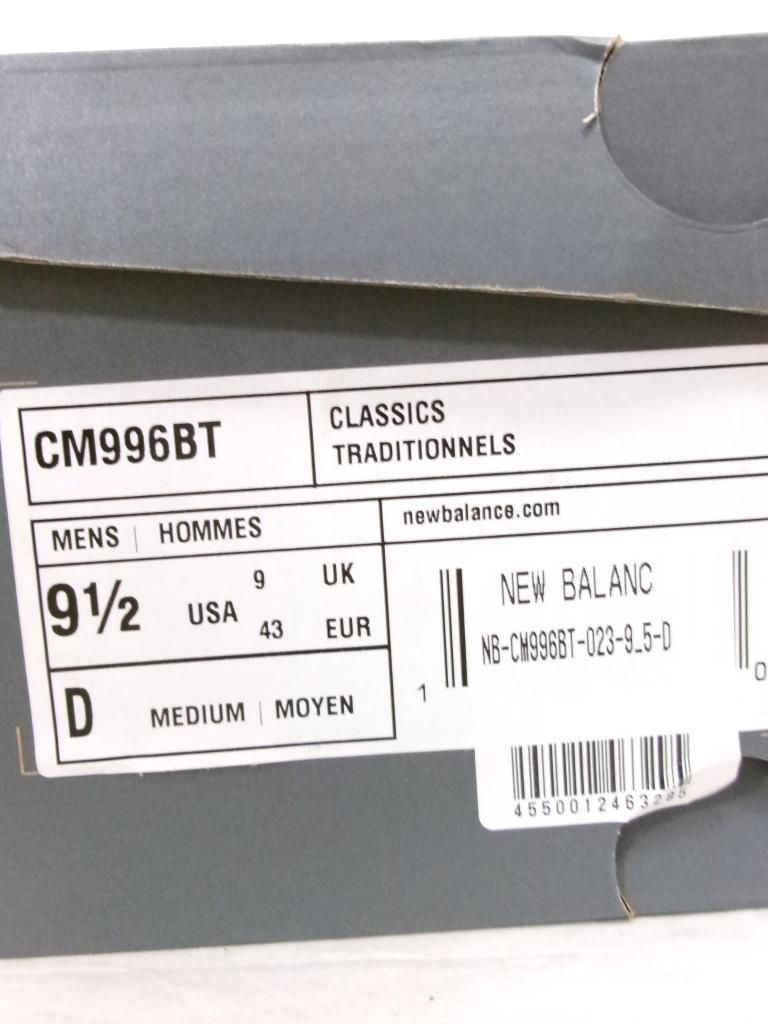 CM996BT
CLASSICS
TRADITIONNELS
MENS | HOMMES
newbalance.com
9½ USA 9 UK
43 EUR
D MEDIUM | MOYEN
NEW BALANC
NB-CM996BT-023-9_5-D
1
0
4550012463295